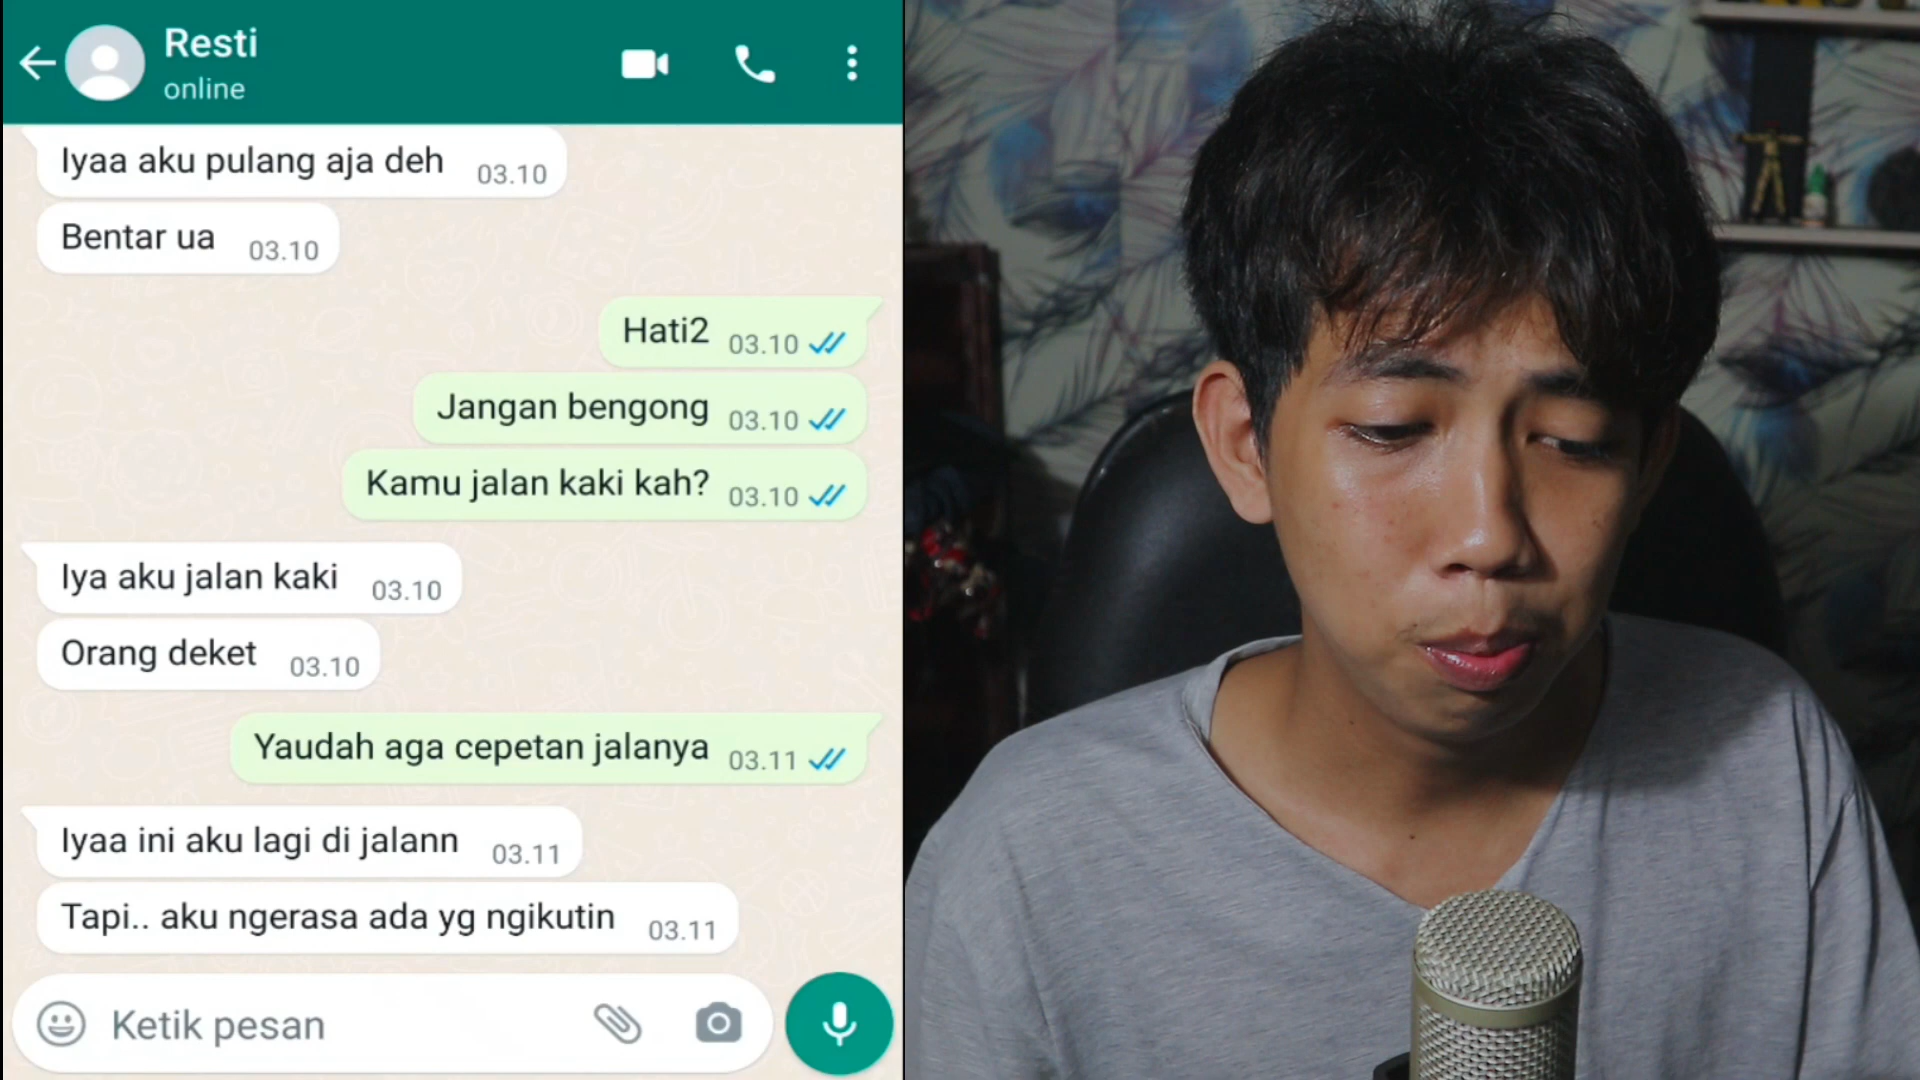 Resti
online
Iyaa aku pulang aja deh 03.10
Bentar ua 03.10
Hati2 03.10
Jangan bengong 03.10
Kamu jalan kaki kah? 03.10
Iya aku jalan kaki 03.10
Orang deket 03.10
Yaudah aga cepetan jalanya 03.11
Iyaa ini aku lagi di jalann 03.11
Tapi.. aku ngerasa ada yg ngikutin 03.11
Ketik pesan